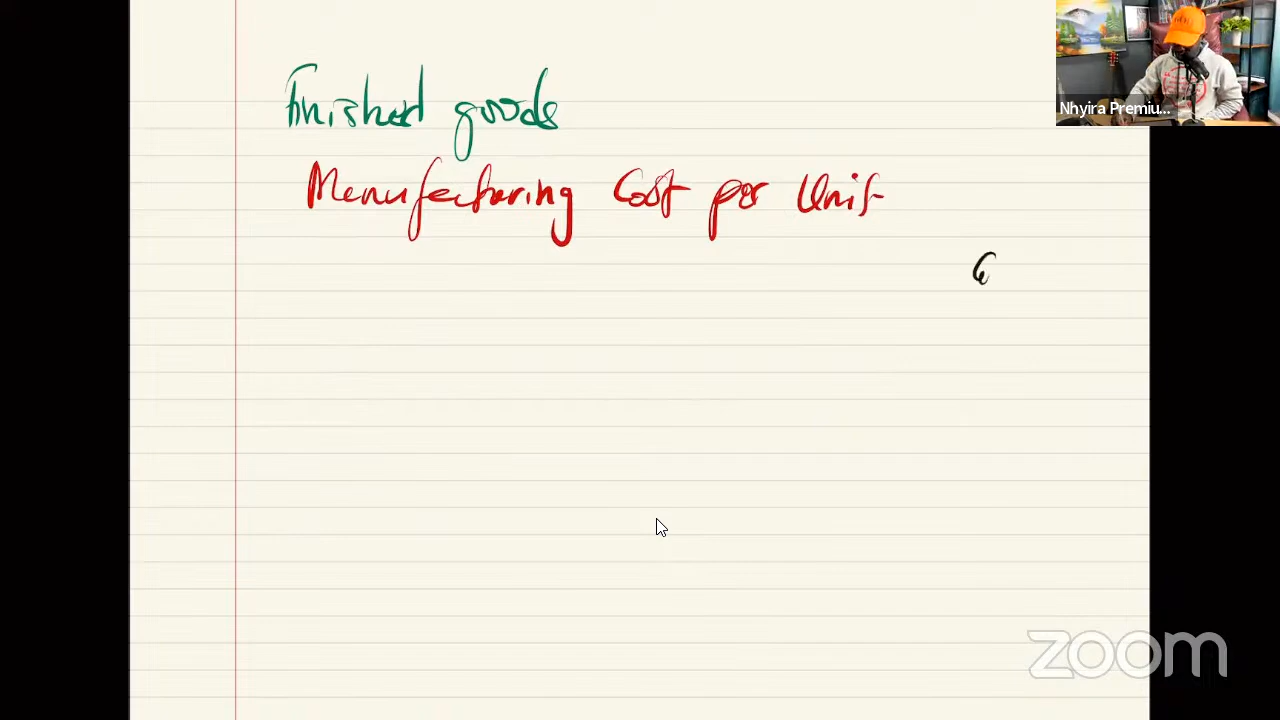 Nhyira Premiu...
Finished goods
Manufacturing Cost per Unit
zoom